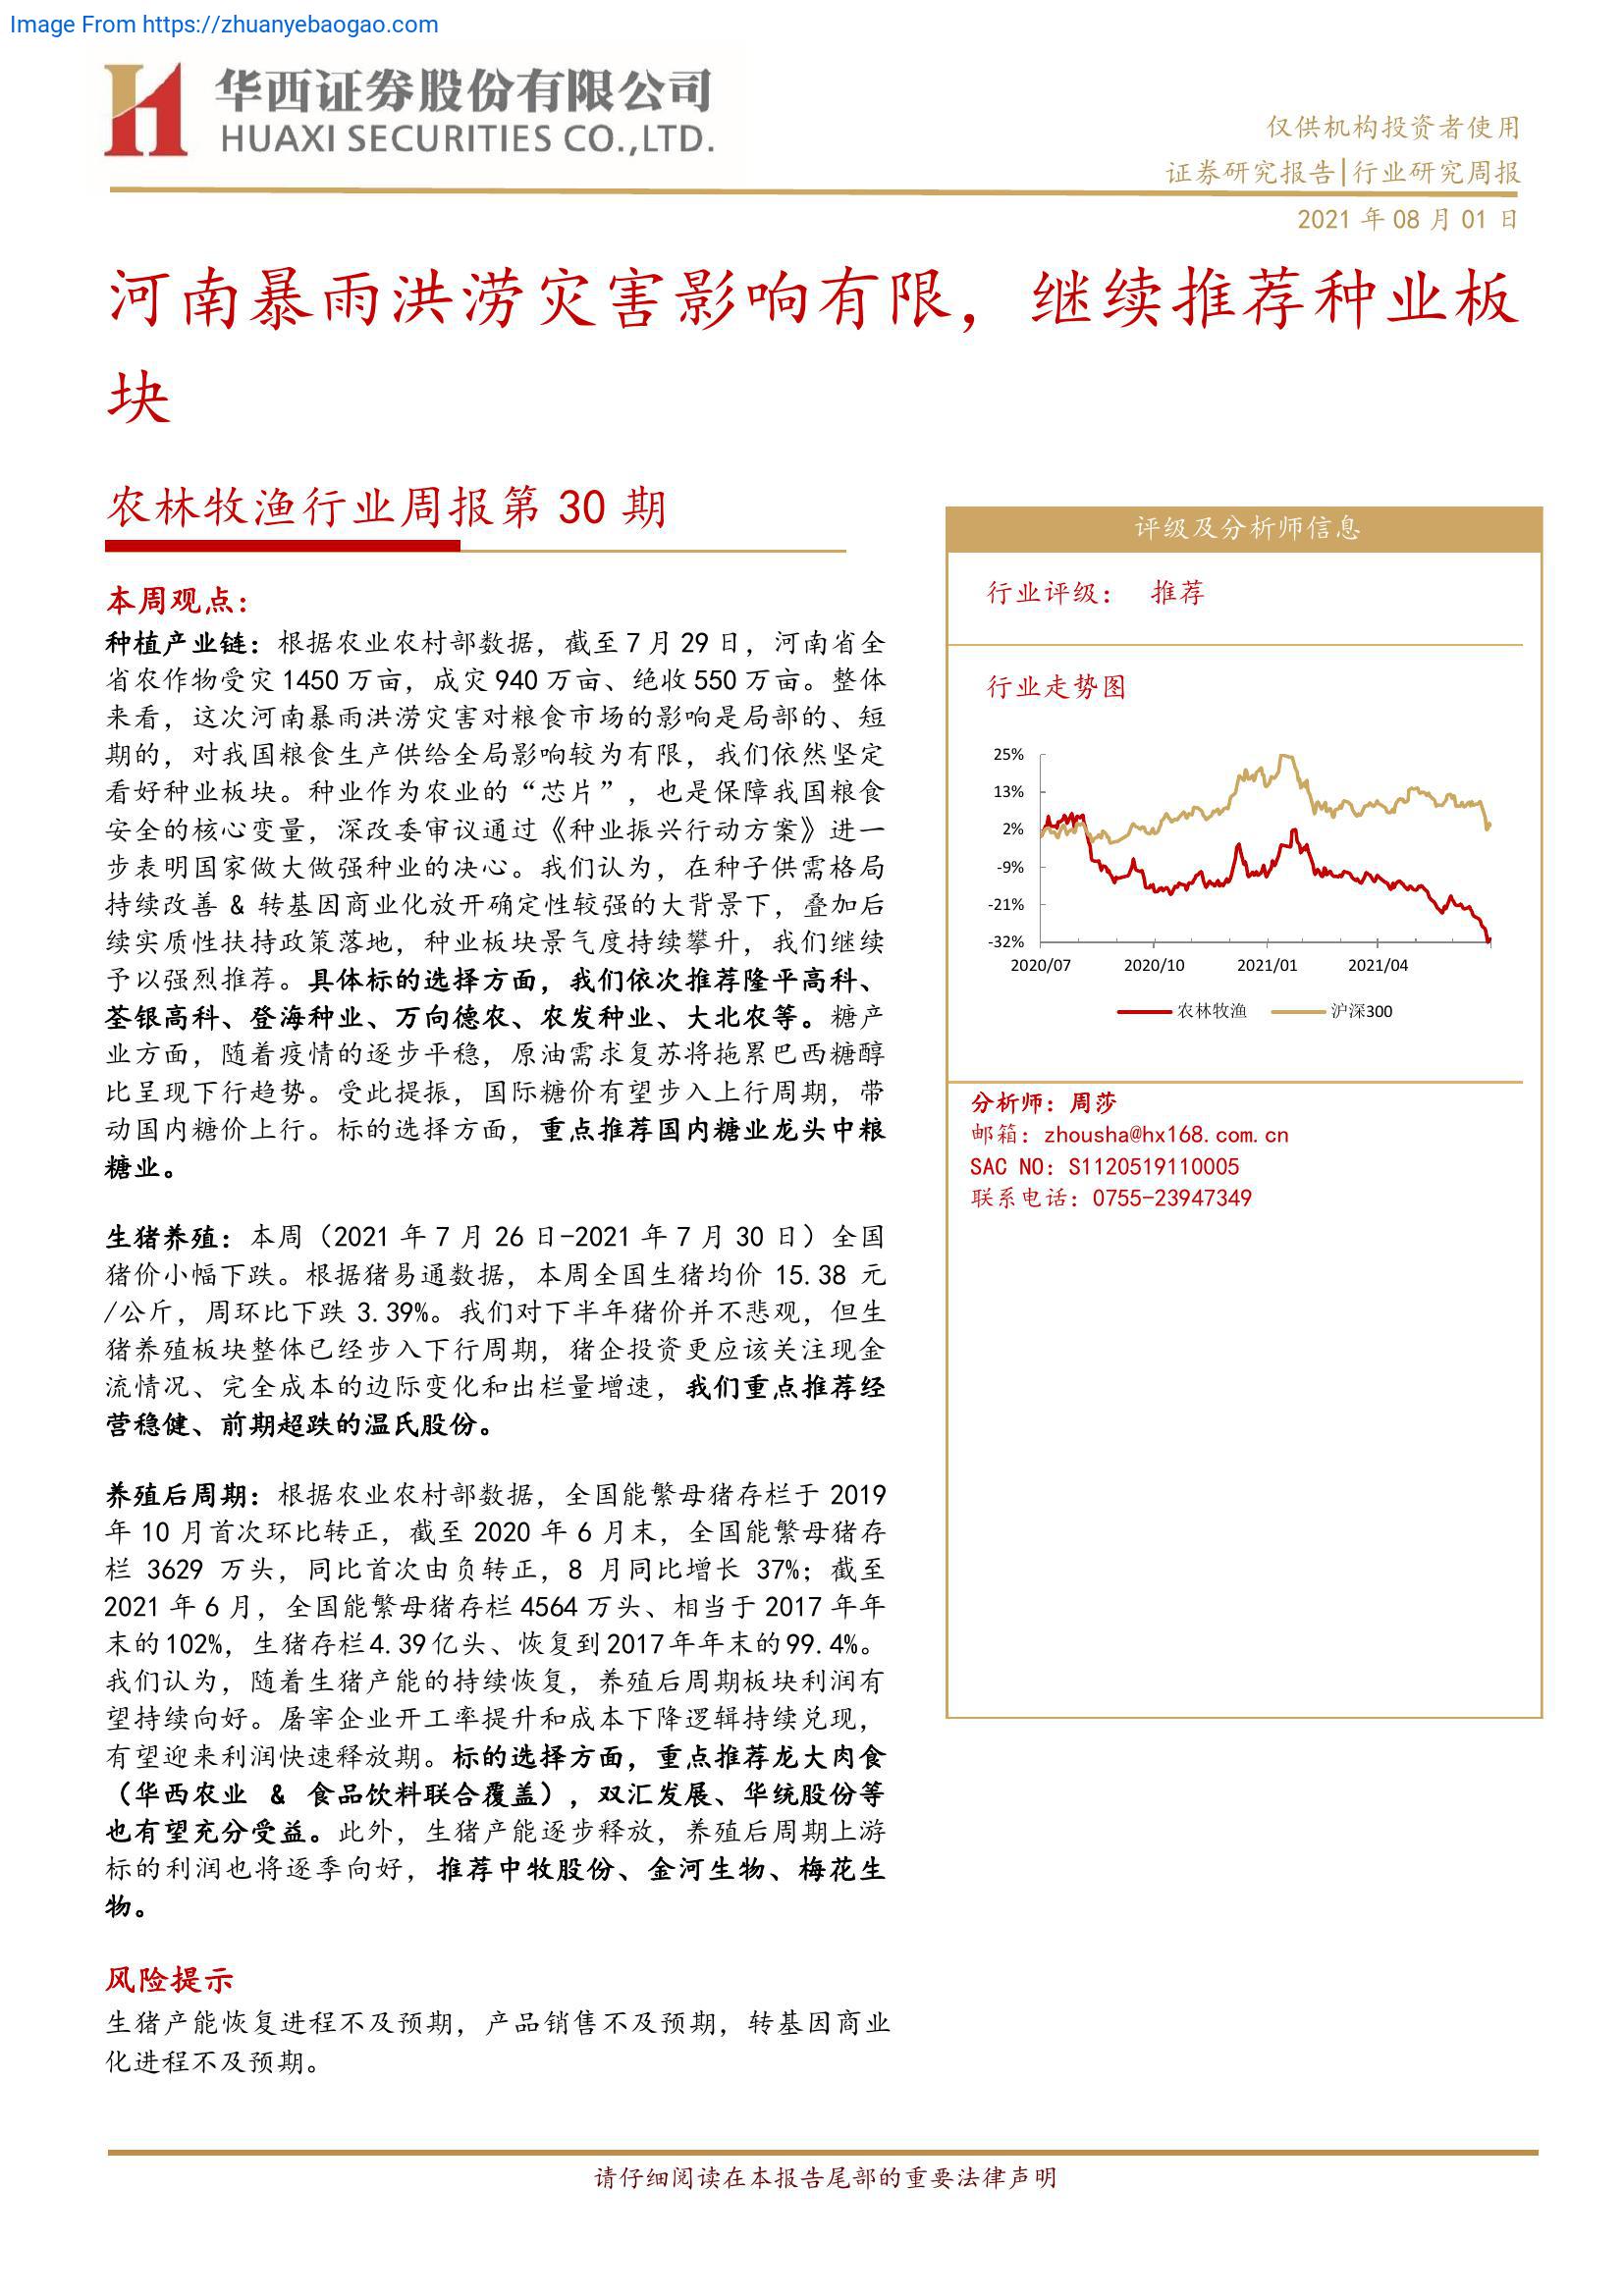 Image From https://zhuanyebaogao.com
华西证券股份有限公司
HUAXI SECURITIES CO.,LTD.
仅供机构投资者使用
证券研究报告|行业研究周报
2021 年 08 月 01 日
河南暴雨洪涝灾害影响有限，继续推荐种业板
块
农林牧渔行业周报第 30 期
本周观点：
种植产业链：根据农业农村部数据，截至 7 月 29 日，河南省全
省农作物受灾 1450 万亩，成灾 940 万亩、绝收 550 万亩。整体
来看，这次河南暴雨洪涝灾害对粮食市场的影响是局部的、短
期的，对我国粮食生产供给全局影响较为有限，我们依然坚定
看好种业板块。种业作为农业的“芯片”，也是保障我国粮食
安全的核心变量，深改委审议通过《种业振兴行动方案》进一
步表明国家做大做强种业的决心。我们认为，在种子供需格局
持续改善 & 转基因商业化放开确定性较强的大背景下，叠加后
续实质性扶持政策落地，种业板块景气度持续攀升，我们继续
予以强烈推荐。具体标的选择方面，我们依次推荐隆平高科、
荃银高科、登海种业、万向德农、农发种业、大北农等。糖产
业方面，随着疫情的逐步平稳，原油需求复苏将拖累巴西糖醇
比呈现下行趋势。受此提振，国际糖价有望步入上行周期，带
动国内糖价上行。标的选择方面，重点推荐国内糖业龙头中粮
糖业。
生猪养殖：本周（2021 年 7 月 26 日-2021 年 7 月 30 日）全国
猪价小幅下跌。根据猪易通数据，本周全国生猪均价 15.38 元
/公斤，周环比下跌 3.39%。我们对下半年猪价并不悲观，但生
猪养殖板块整体已经步入下行周期，猪企投资更应该关注现金
流情况、完全成本的边际变化和出栏量增速，我们重点推荐经
营稳健、前期超跌的温氏股份。
养殖后周期：根据农业农村部数据，全国能繁母猪存栏于 2019
年 10 月首次环比转正，截至 2020 年 6 月末，全国能繁母猪存
栏 3629 万头，同比首次由负转正，8 月同比增长 37%；截至
2021 年 6 月，全国能繁母猪存栏 4564 万头、相当于 2017 年年
末的 102%，生猪存栏 4.39 亿头、恢复到 2017 年年末的 99.4%。
我们认为，随着生猪产能的持续恢复，养殖后周期板块利润有
望持续向好。屠宰企业开工率提升和成本下降逻辑持续兑现，
有望迎来利润快速释放期。标的选择方面，重点推荐龙大肉食
（华西农业 & 食品饮料联合覆盖），双汇发展、华统股份等
也有望充分受益。此外，生猪产能逐步释放，养殖后周期上游
标的利润也将逐季向好，推荐中牧股份、金河生物、梅花生
物。
风险提示
生猪产能恢复进程不及预期，产品销售不及预期，转基因商业
化进程不及预期。
评级及分析师信息
行业评级： 推荐
行业走势图
25%
13%
2%
-9%
-21%
-32%
2020/07 2020/10 2021/01 2021/04
农林牧渔 沪深300
分析师：周莎
邮箱：zhousha@hx168.com.cn
SAC NO：S1120519110005
联系电话：0755-23947349
请仔细阅读在本报告尾部的重要法律声明